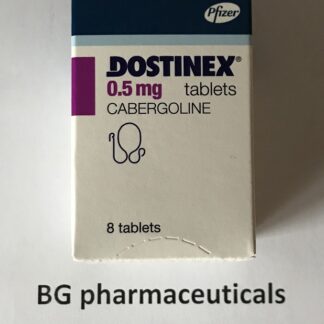 Pfizer
DOSTINEX®
0.5 mg tablets
CABERGOLINE
8 tablets
BG pharmaceuticals